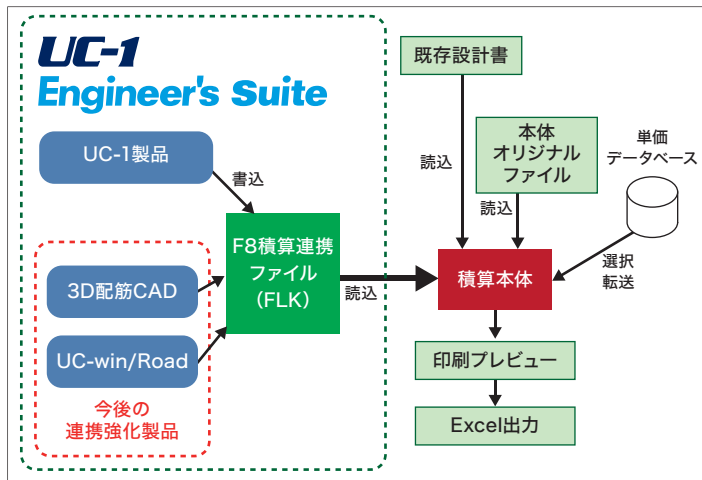 UC-1
Engineer's Suite
UC-1製品
書込
3D配筋CAD
UC-win/Road
今後の
連携強化製品
F8積算連携
ファイル
（FLK）
読込
既存設計書
読込
本体
オリジナル
ファイル
読込
単価
データベース
選択
転送
積算本体
印刷プレビュー
Excel出力